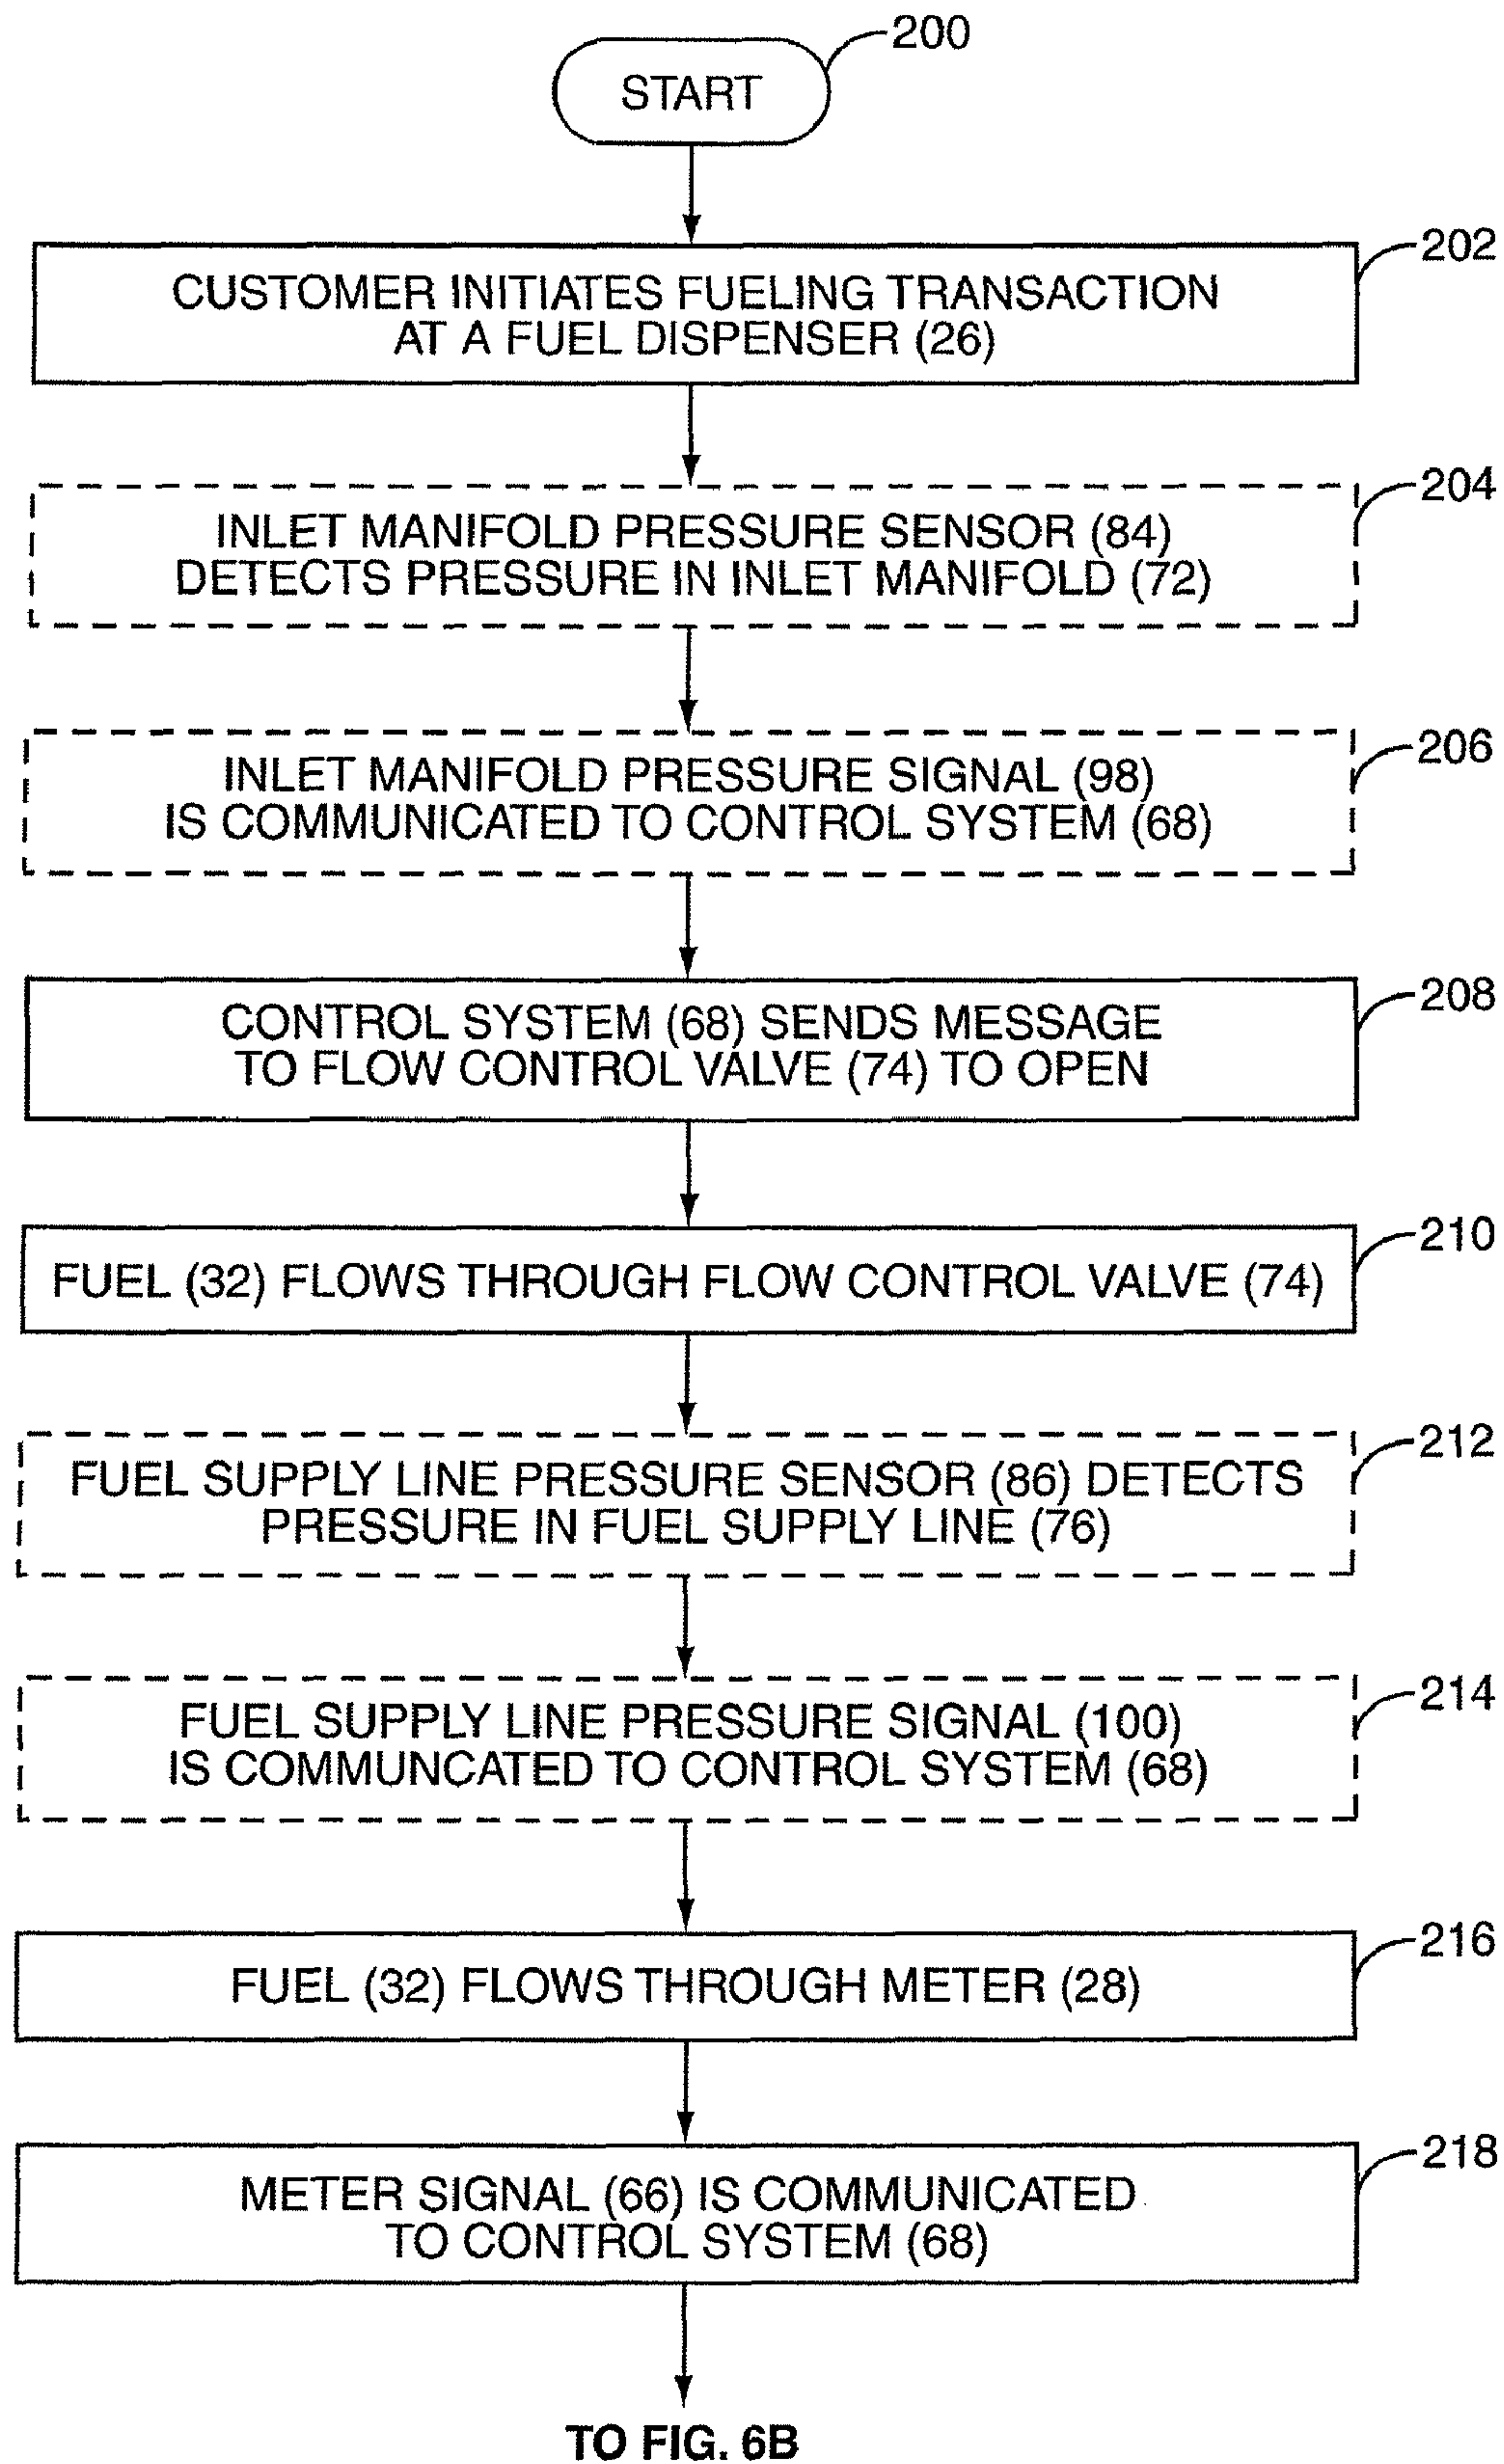 200
START
202
CUSTOMER INITIATES FUELING TRANSACTION
AT A FUEL DISPENSER (26)
204
INLET MANIFOLD PRESSURE SENSOR (84)
DETECTS PRESSURE IN INLET MANIFOLD (72)
206
INLET MANIFOLD PRESSURE SIGNAL (98)
IS COMMUNICATED TO CONTROL SYSTEM (68)
208
CONTROL SYSTEM (68) SENDS MESSAGE
TO FLOW CONTROL VALVE (74) TO OPEN
210
FUEL (32) FLOWS THROUGH FLOW CONTROL VALVE (74)
212
FUEL SUPPLY LINE PRESSURE SENSOR (86) DETECTS
PRESSURE IN FUEL SUPPLY LINE (76)
214
FUEL SUPPLY LINE PRESSURE SIGNAL (100)
IS COMMUNCATED TO CONTROL SYSTEM (68)
216
FUEL (32) FLOWS THROUGH METER (28)
218
METER SIGNAL (66) IS COMMUNICATED
TO CONTROL SYSTEM (68)
TO FIG. 6B